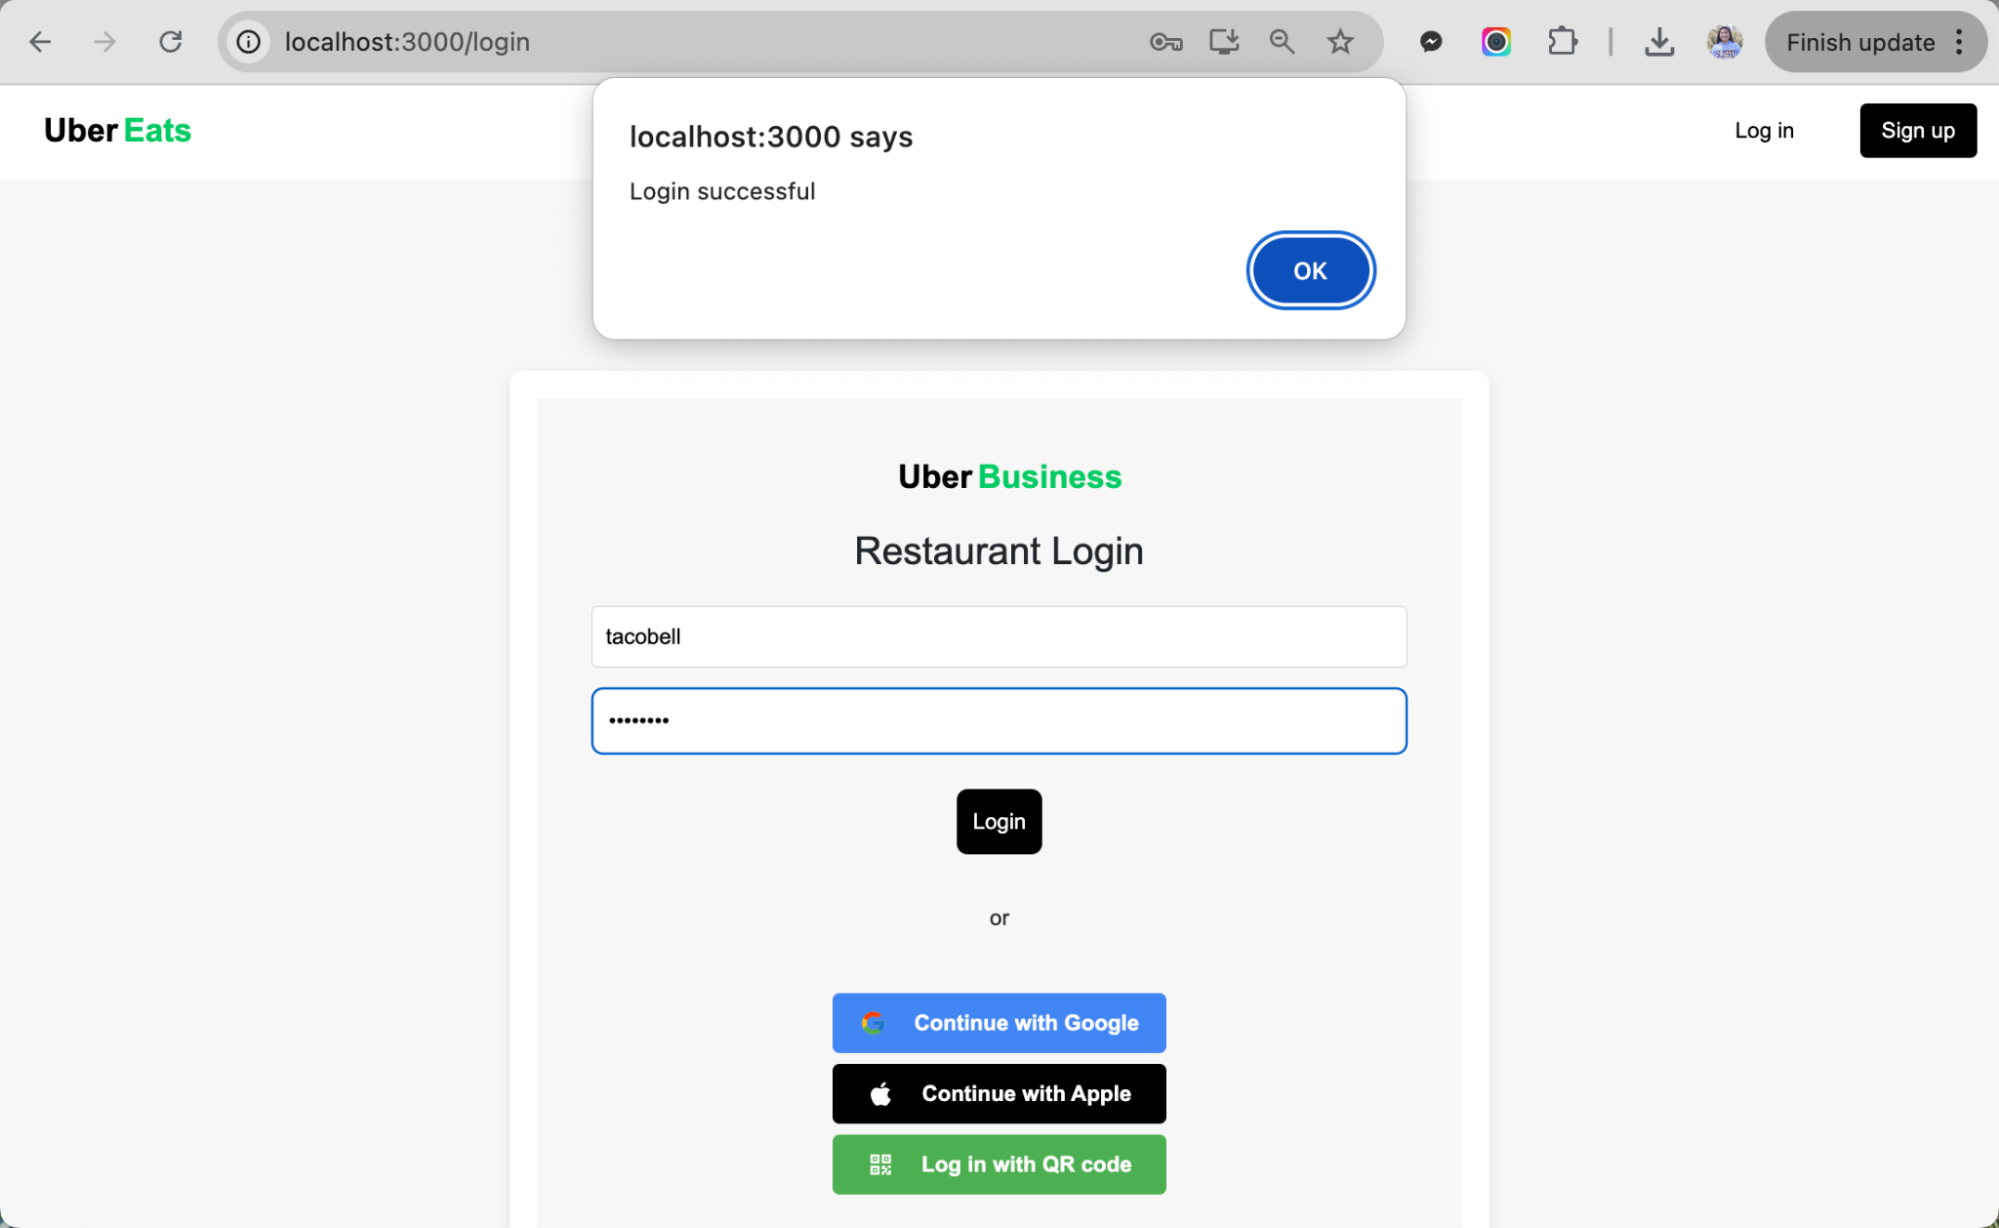 localhost:3000/login
Finish update
Uber Eats
Log in
Sign up
localhost:3000 says
Login successful
OK
Uber Business
Restaurant Login
tacobell
••••••••
Login
or
Continue with Google
Continue with Apple
Log in with QR code